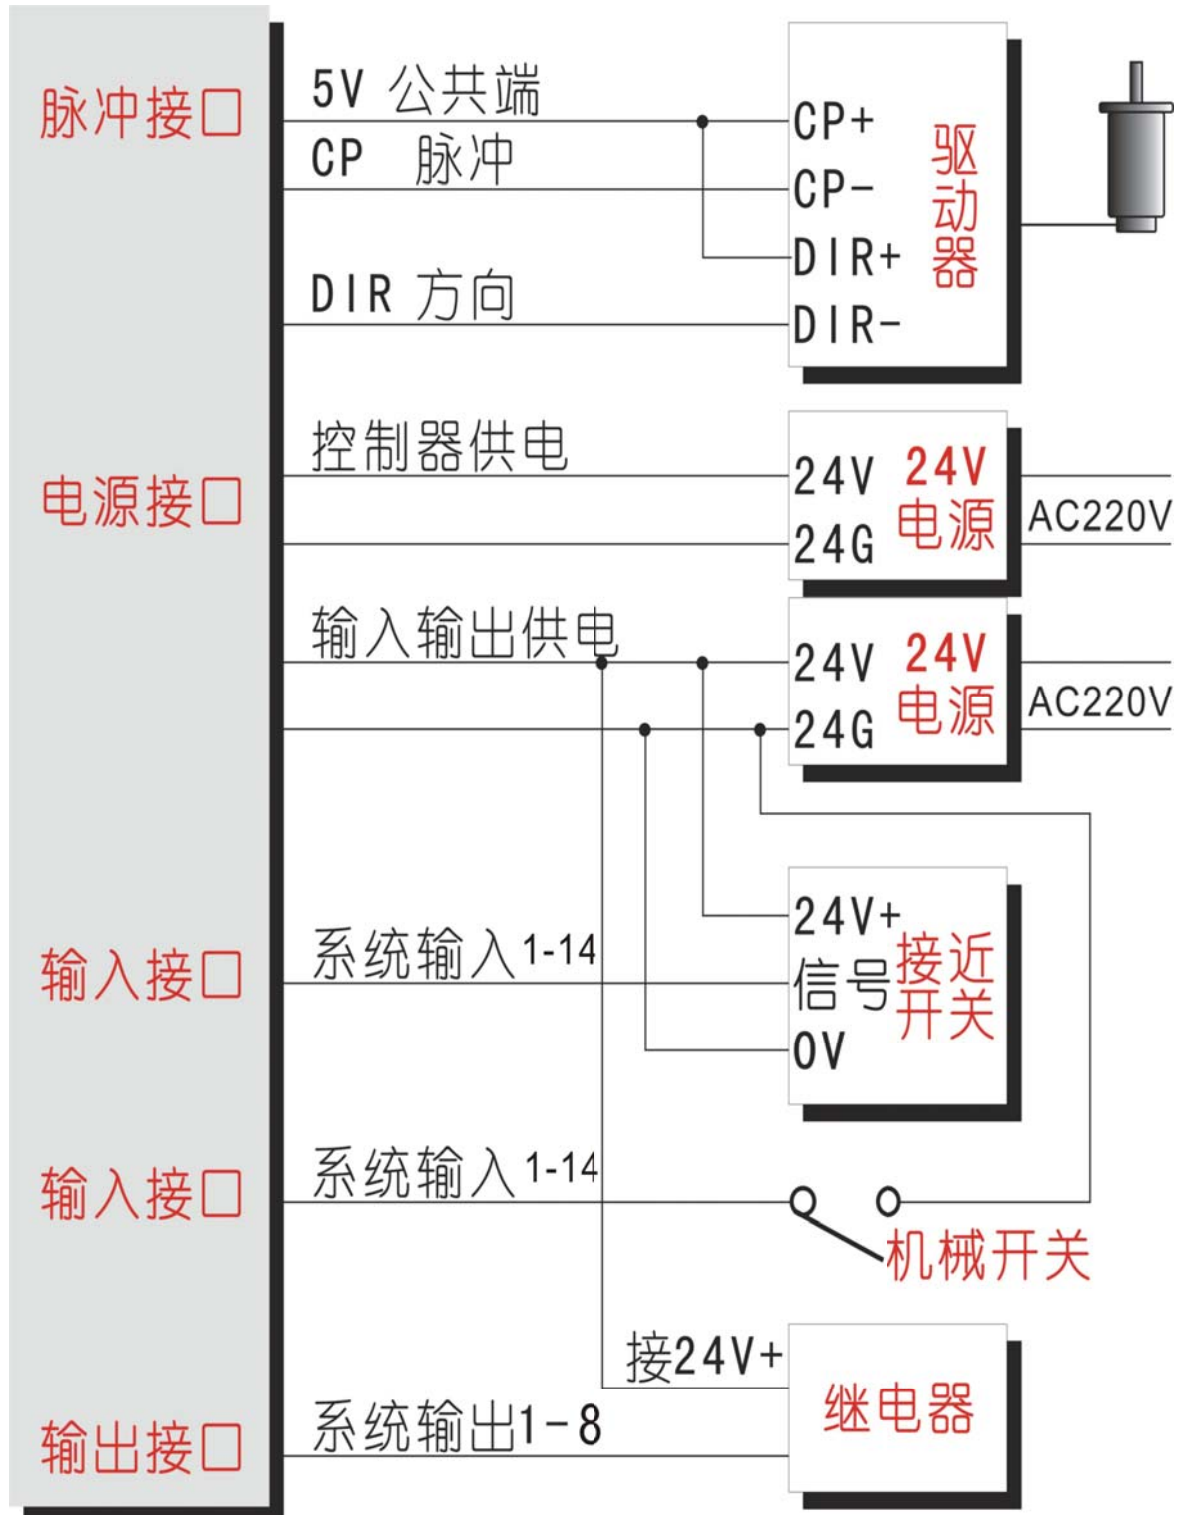 脉冲接口
5V 公共端
CP 脉冲
DIR 方向
CP+
CP-
DIR+
DIR-
驱动器
电源接口
控制器供电
24V
24G
24V
电源
AC220V
输入输出供电
24V
24G
24V
电源
AC220V
输入接口
系统输入1-14
24V+
信号
0V
接近
开关
输入接口
系统输入1-14
机械开关
接24V+
继电器
输出接口
系统输出1-8